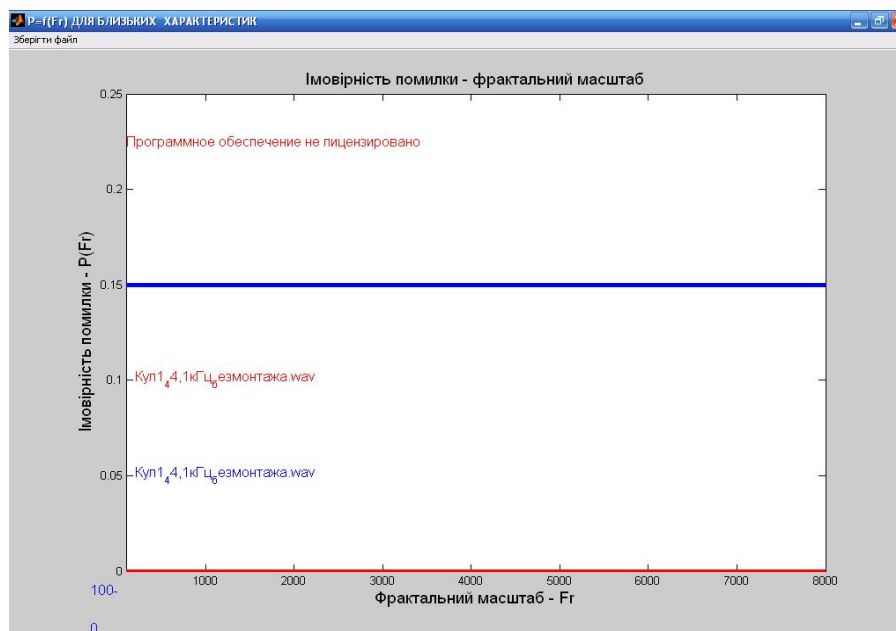 P=f(Fr) ДЛЯ БЛИЗЬКИХ ХАРАКТЕРИСТИК
Зберігти файл
Імовірність помилки - фрактальний масштаб
0.25
Программное обеспечение не лицензировано
0.2
Імовірність помилки - P(Fr)
0.15
0.1
Кул1₄4,1кГц_безмонтажа.wav
0.05
Кул1₄4,1кГц_безмонтажа.wav
0
1000 2000 3000 4000 5000 6000 7000 8000
100-
Фрактальний масштаб - Fr
0